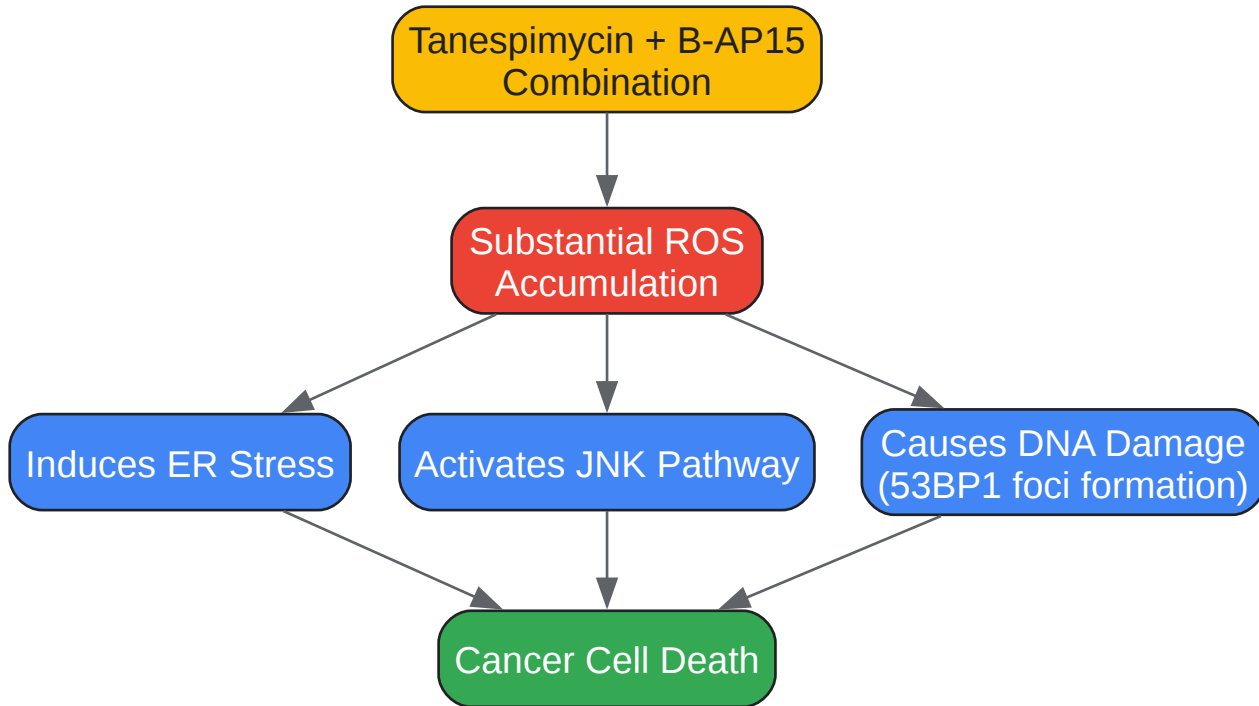 Tanespimycin + B-AP15
Combination
Substantial ROS
Accumulation
Induces ER Stress
Activates JNK Pathway
Causes DNA Damage
(53BP1 foci formation)
Cancer Cell Death